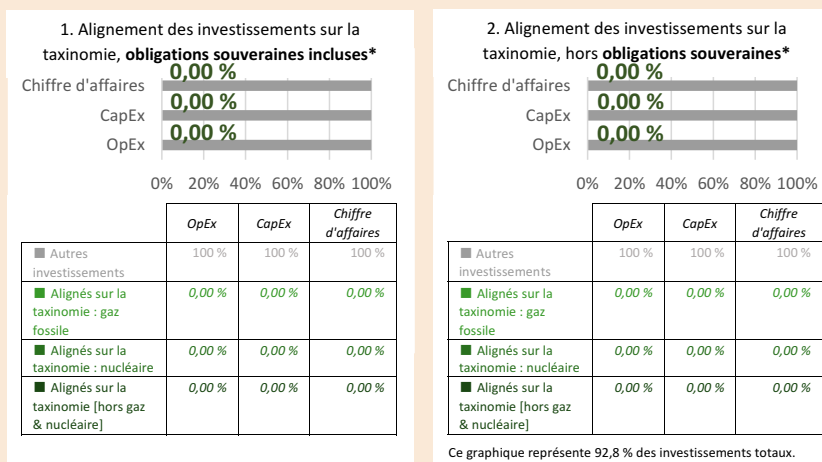 1. Alignement des investissements sur la
taxinomie, obligations souveraines incluses*
0,00 %
Chiffre d'affaires
0,00 %
CapEx
0,00 %
OpEx
0% 20% 40% 60% 80% 100%
OpEx CapEx Chiffre
d'affaires
■ Autres 100 % 100 % 100 %
investissements
■ Alignés sur la 0,00 % 0,00 % 0,00 %
taxinomie : gaz
fossile
■ Alignés sur la 0,00 % 0,00 % 0,00 %
taxinomie : nucléaire
■ Alignés sur la 0,00 % 0,00 % 0,00 %
taxinomie [hors gaz
& nucléaire]
2. Alignement des investissements sur la
taxinomie, hors obligations souveraines*
0,00 %
Chiffre d'affaires
0,00 %
CapEx
0,00 %
OpEx
0% 20% 40% 60% 80% 100%
OpEx CapEx Chiffre
d'affaires
■ Autres 100 % 100 % 100 %
investissements
■ Alignés sur la 0,00 % 0,00 % 0,00 %
taxinomie : gaz
fossile
■ Alignés sur la 0,00 % 0,00 % 0,00 %
taxinomie : nucléaire
■ Alignés sur la 0,00 % 0,00 % 0,00 %
taxinomie [hors gaz
& nucléaire]
Ce graphique représente 92,8 % des investissements totaux.